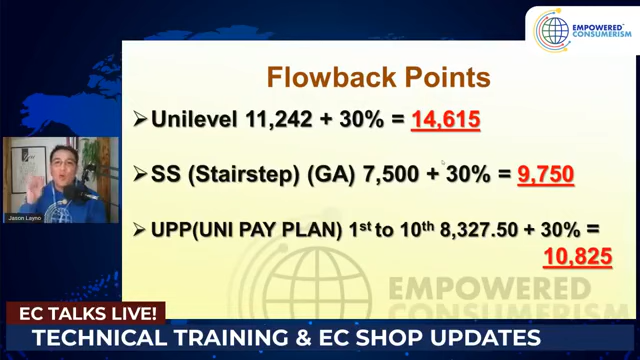 EMPOWERED
CONSUMERISM
Flowback Points
➢Unilevel 11,242 + 30% = 14,615
➢SS (Stairstep) (GA) 7,500 + 30% = 9,750
➢ UPP(UNI PAY PLAN) 1st to 10th 8,327.50 + 30% =
10,825
Jason Layno
EMPOWERED
CONSUMERISM
EC TALKS LIVE!
TECHNICAL TRAINING & EC SHOP UPDATES